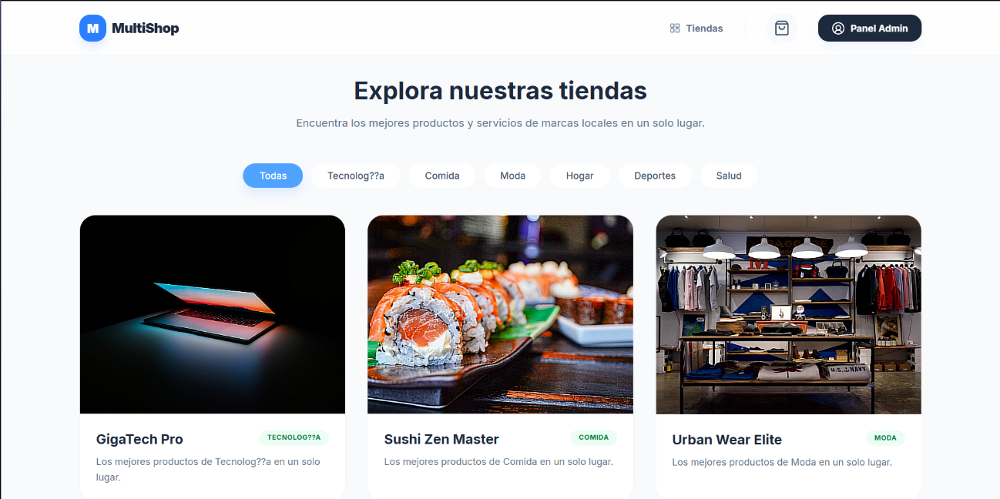 M MultiShop
Tiendas
Panel Admin
Explora nuestras tiendas
Encuentra los mejores productos y servicios de marcas locales en un solo lugar.
Todas
Tecnolog??a
Comida
Moda
Hogar
Deportes
Salud
U.S. NAVY
GigaTech Pro
TECNOLOG??A
Los mejores productos de Tecnolog??a en un solo
lugar.
Sushi Zen Master
COMIDA
Los mejores productos de Comida en un solo lugar.
Urban Wear Elite
MODA
Los mejores productos de Moda en un solo lugar.